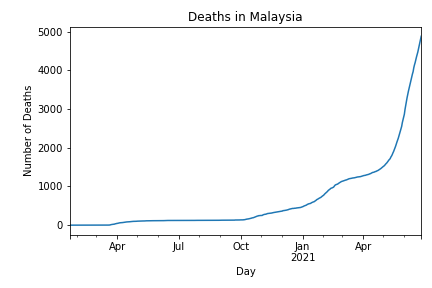 Deaths in Malaysia
5000
4000
3000
2000
1000
0
Number of Deaths
Apr
Jul
Oct
Jan
2021
Apr
Day